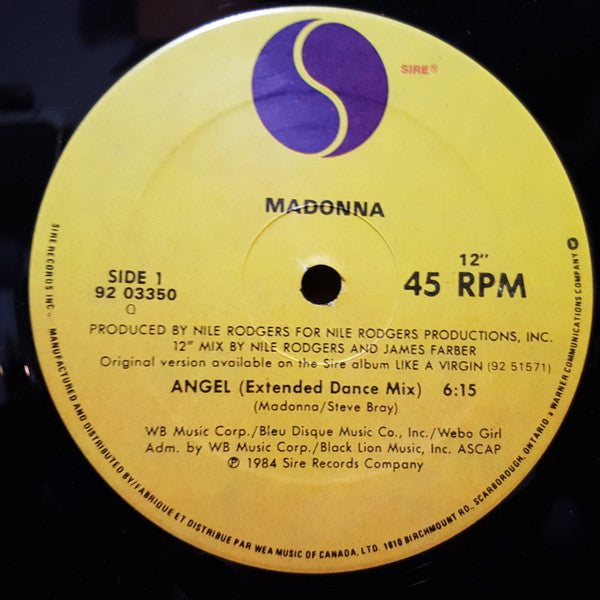 SIRE®
MADONNA
SIDE 1
92 03350
Q
12"
45 RPM
PRODUCED BY NILE RODGERS FOR NILE RODGERS PRODUCTIONS, INC.
12" MIX BY NILE RODGERS AND JAMES FARBER
Original version available on the Sire album LIKE A VIRGIN (92 51571)
ANGEL (Extended Dance Mix) 6:15
(Madonna/Steve Bray)
WB Music Corp./Bleu Disque Music Co., Inc./Webo Girl
Adm. by WB Music Corp./Black Lion Music, Inc. ASCAP
℗ 1984 Sire Records Company
SIRE RECORDS INC. MANUFACTURED AND DISTRIBUTED BY/FABRIQUE ET DISTRIBUE PAR WEA MUSIC OF CANADA, LTD. 1810 BIRCHMOUNT RD., SCARBOROUGH, ONTARIO a WARNER COMMUNICATIONS COMPANY